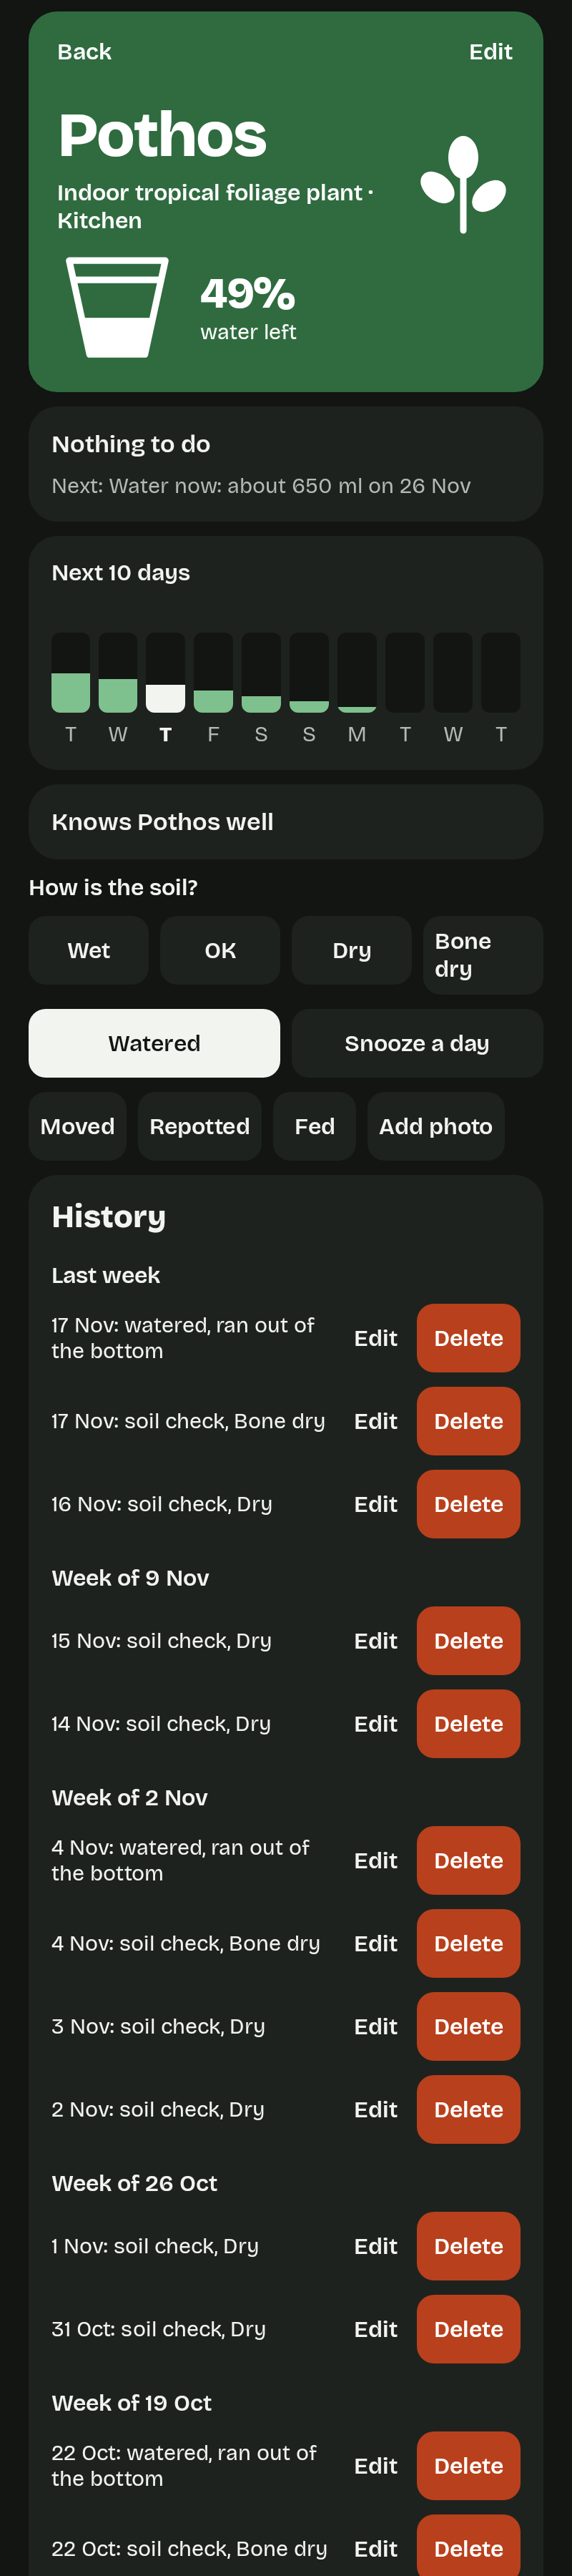 Back
Edit
Pothos
Indoor tropical foliage plant ·
Kitchen
49%
water left
Nothing to do
Next: Water now: about 650 ml on 26 Nov
Next 10 days
T W T F S S M T W T
Knows Pothos well
How is the soil?
Wet
OK
Dry
Bone
dry
Watered
Snooze a day
Moved
Repotted
Fed
Add photo
History
Last week
17 Nov: watered, ran out of
the bottom
Edit
Delete
17 Nov: soil check, Bone dry
Edit
Delete
16 Nov: soil check, Dry
Edit
Delete
Week of 9 Nov
15 Nov: soil check, Dry
Edit
Delete
14 Nov: soil check, Dry
Edit
Delete
Week of 2 Nov
4 Nov: watered, ran out of
the bottom
Edit
Delete
4 Nov: soil check, Bone dry
Edit
Delete
3 Nov: soil check, Dry
Edit
Delete
2 Nov: soil check, Dry
Edit
Delete
Week of 26 Oct
1 Nov: soil check, Dry
Edit
Delete
31 Oct: soil check, Dry
Edit
Delete
Week of 19 Oct
22 Oct: watered, ran out of
the bottom
Edit
Delete
22 Oct: soil check, Bone dry
Edit
Delete